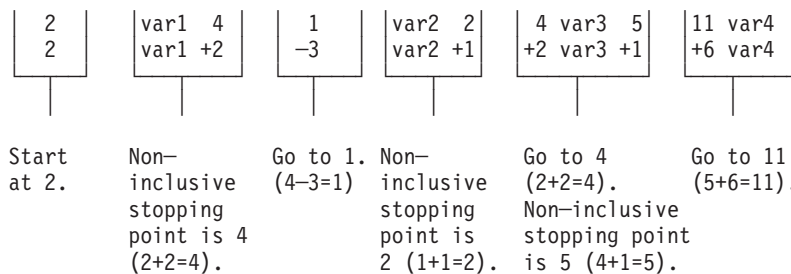 2 var1 4 1 var2 2 4 var3 5 11 var4
2 var1 +2 —3 var2 +1 +2 var3 +1 +6 var4
Start Non— Go to 1. Non— Go to 4 Go to 11
at 2. inclusive (4—3=1) inclusive (2+2=4). (5+6=11).
stopping stopping Non—inclusive
point is 4 point is stopping point
(2+2=4). 2 (1+1=2). is 5 (4+1=5).